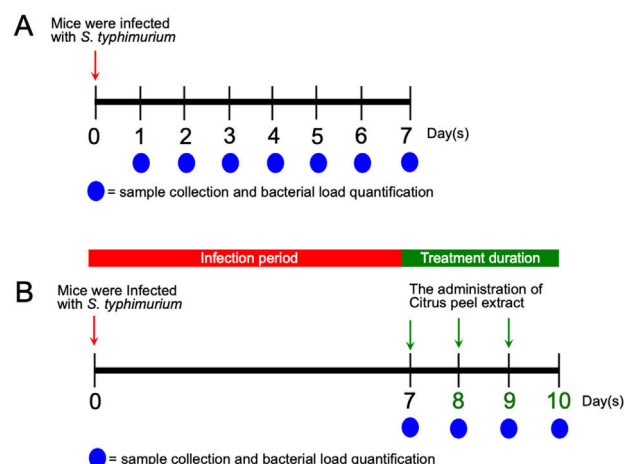 A
Mice were infected
with S. typhimurium
0 1 2 3 4 5 6 7 Day(s)
= sample collection and bacterial load quantification
Infection period Treatment duration
B
Mice were Infected
with S. typhimurium
The administration of
Citrus peel extract
0 7 8 9 10 Day(s)
= sample collection and bacterial load quantification